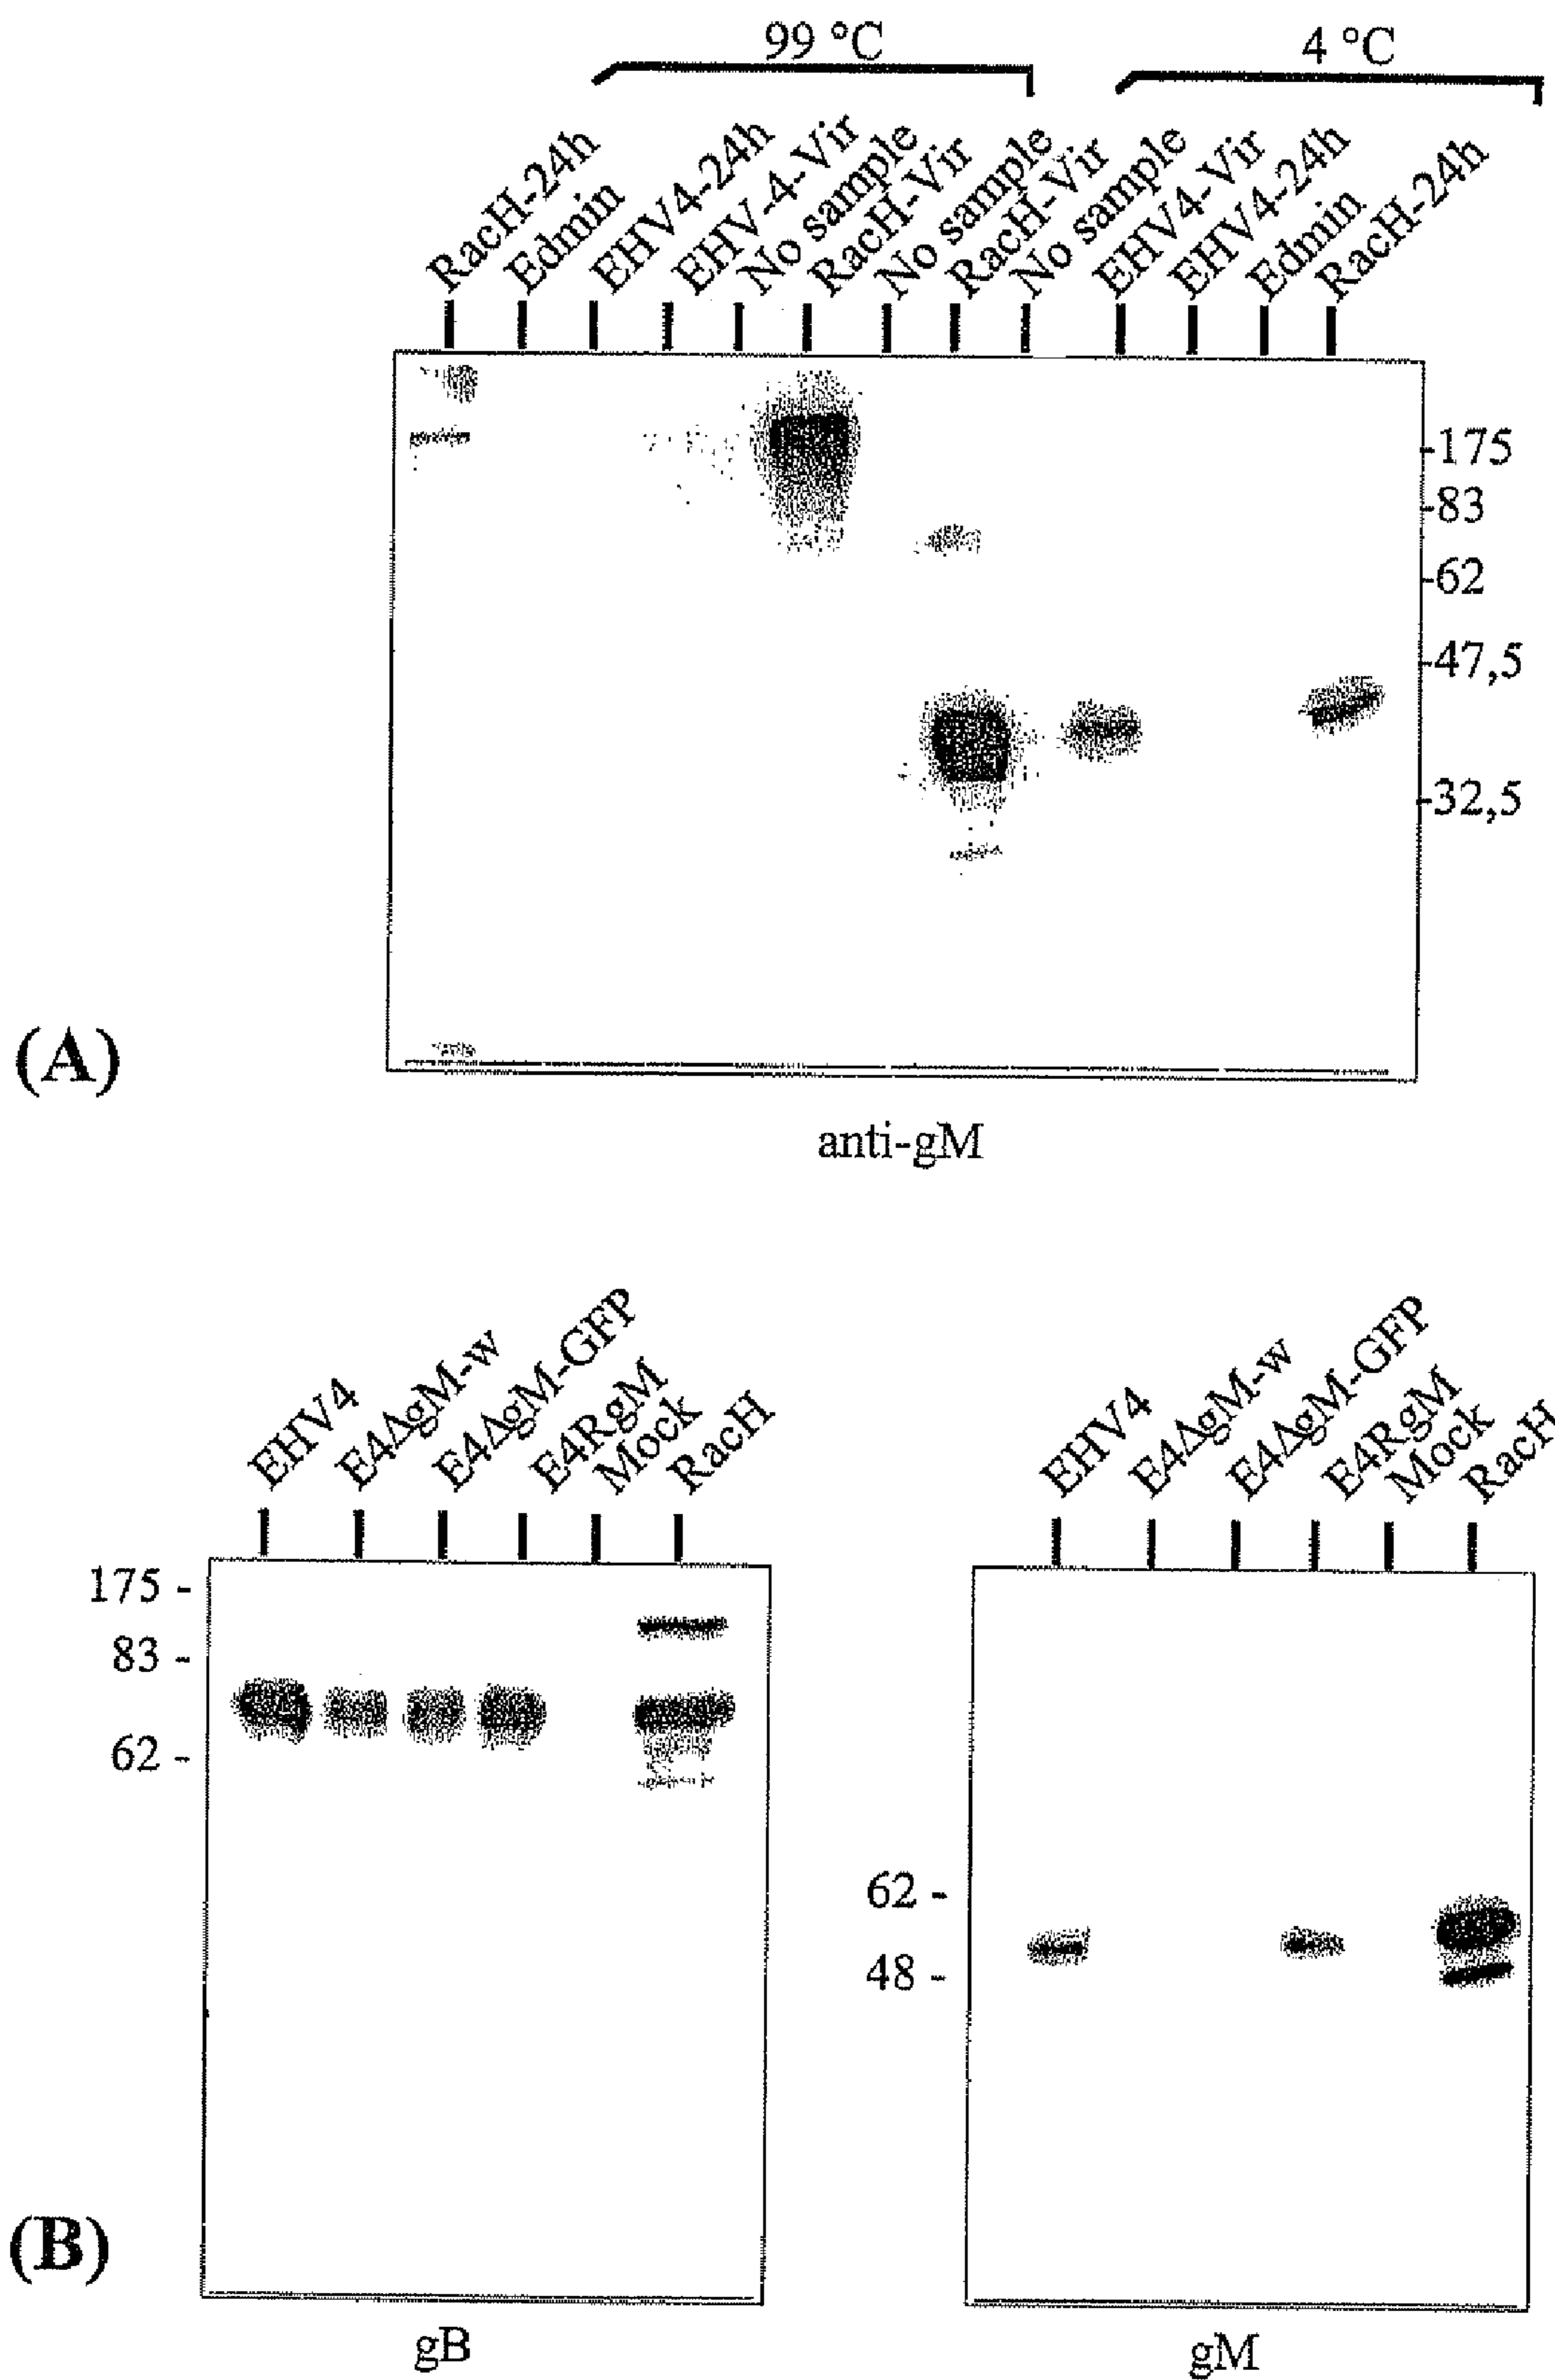 99 °C
4 °C
RacH-24h
Edmin
EHV4-24h
EHV-4-Vir
No sample
RacH-Vir
No sample
RacH-Vir
No sample
EHV4-Vir
EHV4-24h
Edmin
RacH-24h
-175
-83
-62
-47,5
-32,5
(A)
anti-gM
EHV4
E4ΔgM-w
E4ΔgM-GFP
E4RgM
Mock
RacH
175 -
83 -
62 -
gB
EHV4
E4ΔgM-w
E4ΔgM-GFP
E4RgM
Mock
RacH
62 -
48 -
gM
(B)